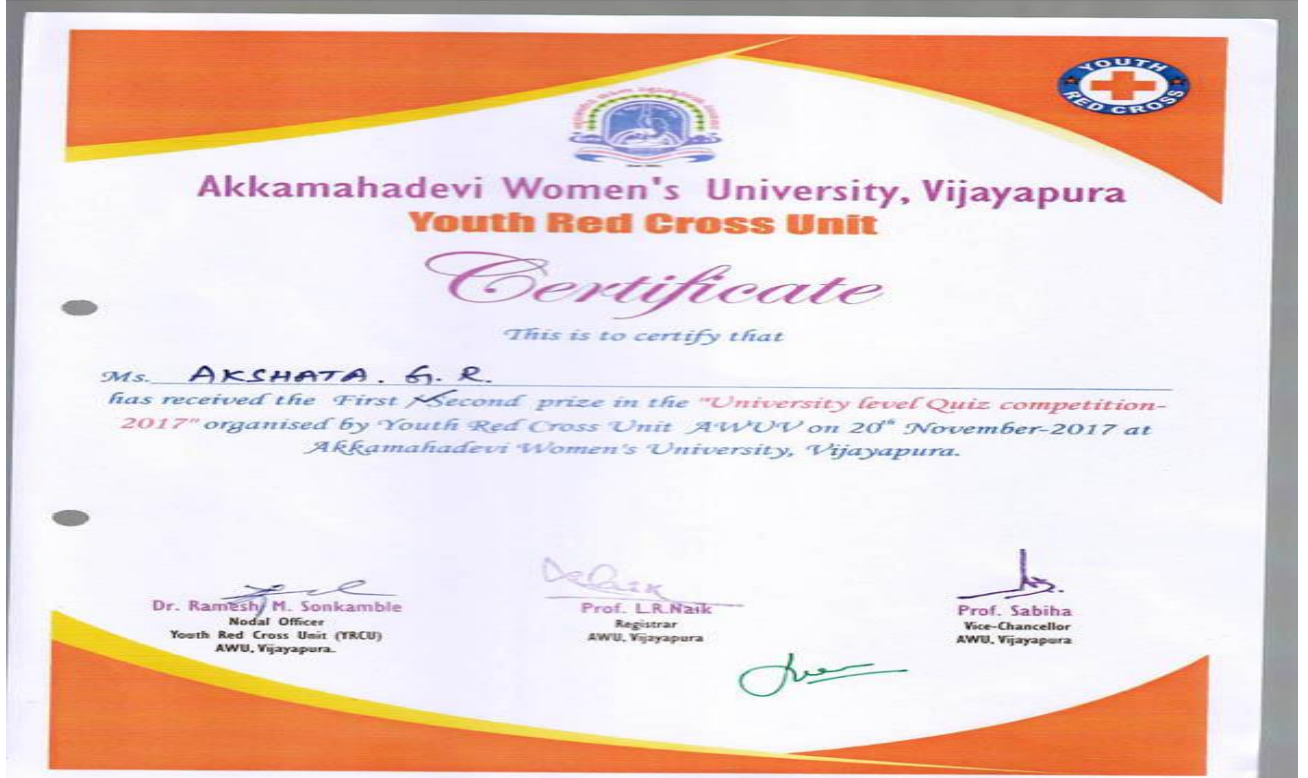 YOUTH
RED CROSS
Akkamahadevi Women's University, Vijayapura
Youth Red Cross Unit
Certificate
This is to certify that
Ms. AKSHATA. G. R.
has received the First / Second prize in the "University level Quiz competition-
2017" organised by Youth Red Cross Unit AWUV on 20th November-2017 at
Akkamahadevi Women's University, Vijayapura.
Dr. Ramesh M. Sonkamble
Nodal Officer
Youth Red Cross Unit (YRCU)
AWU, Vijayapura.
Prof. L.R.Naik
Registrar
AWU, Vijayapura
Prof. Sabiha
Vice-Chancellor
AWU, Vijayapura